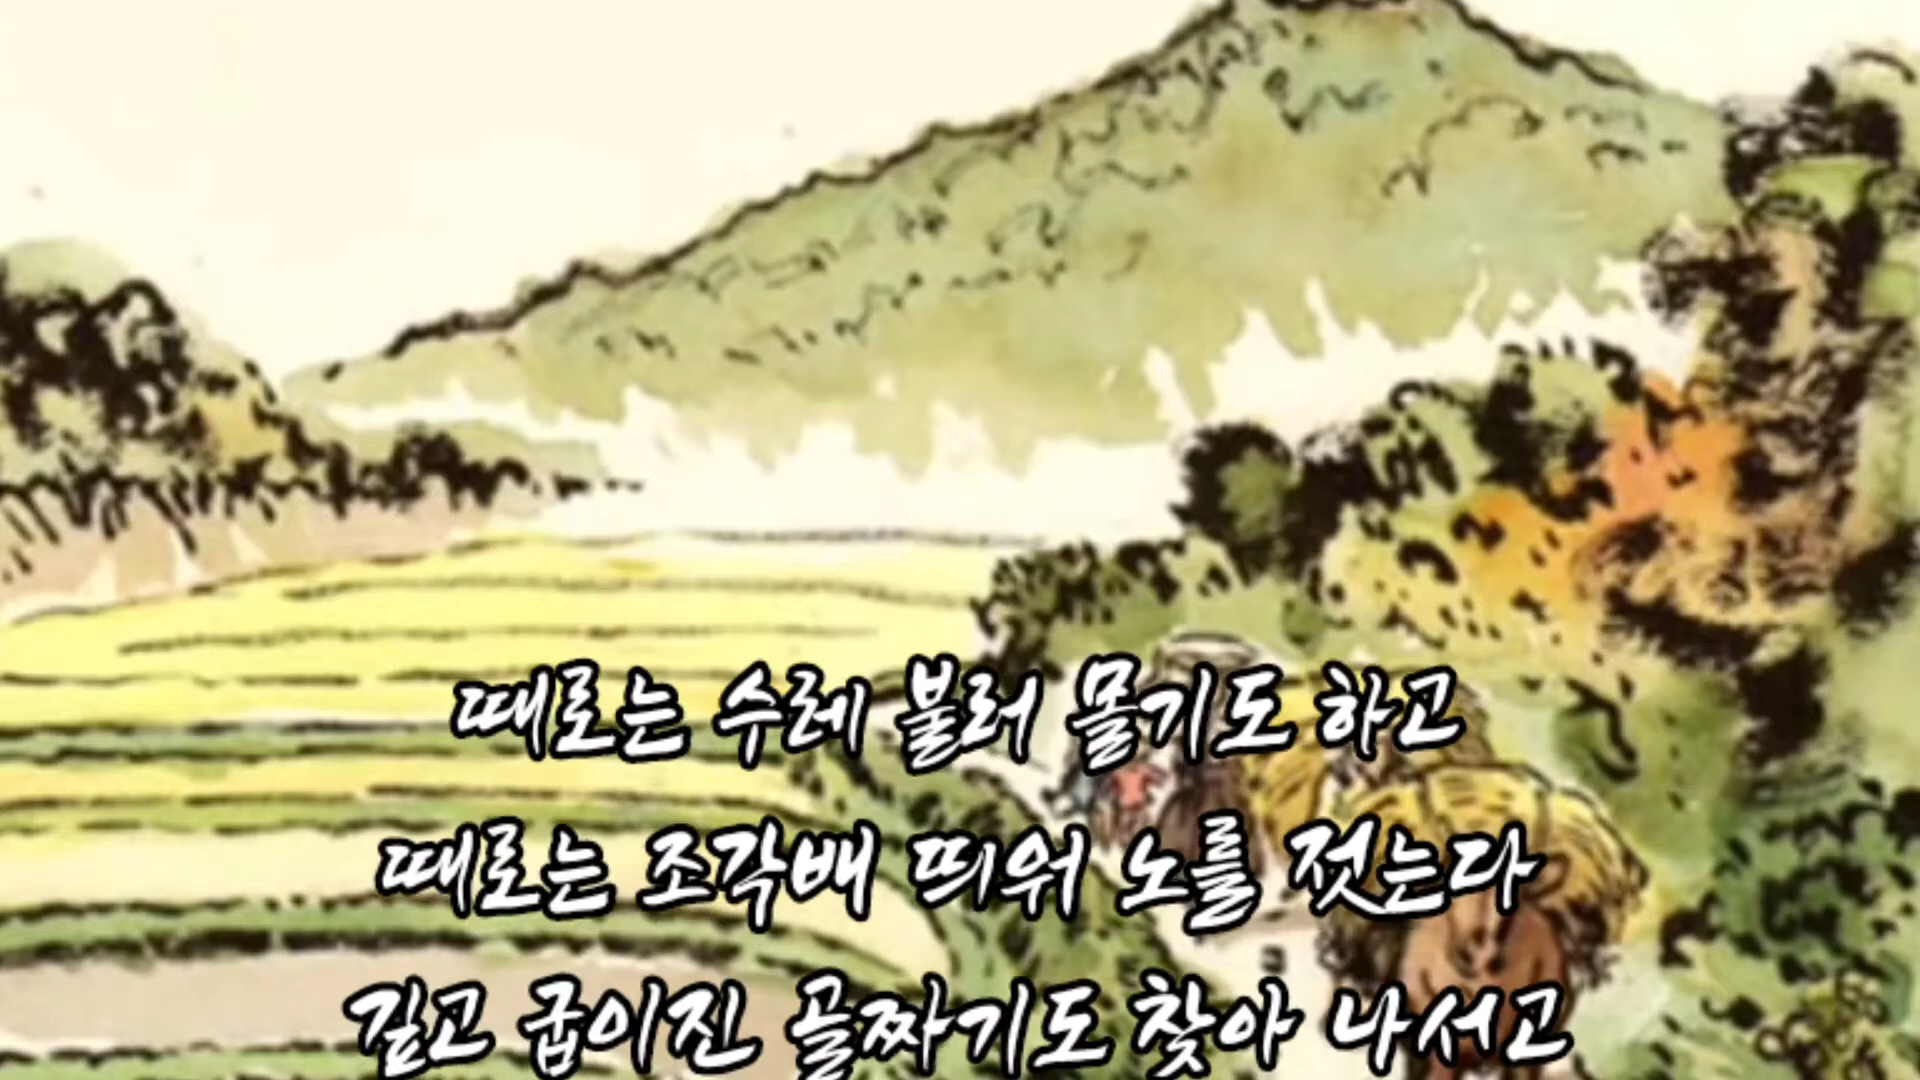 때로는 수레 불러 몰기도 하고
때로는 조각배 띄워 노를 젓는다
깊고 굽이진 골짜기도 찾아 나서고